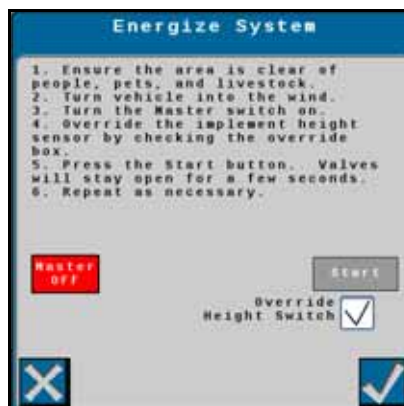 Energize System
1. Ensure the area is clear of
people, pets, and livestock.
2. Turn vehicle into the wind.
3. Turn the Master switch on.
4. Override the implement height
sensor by checking the override
box.
5. Press the Start button.  Valves
will stay open for a few seconds.
6. Repeat as necessary.
Master
Off
Start
Override
Height Switch